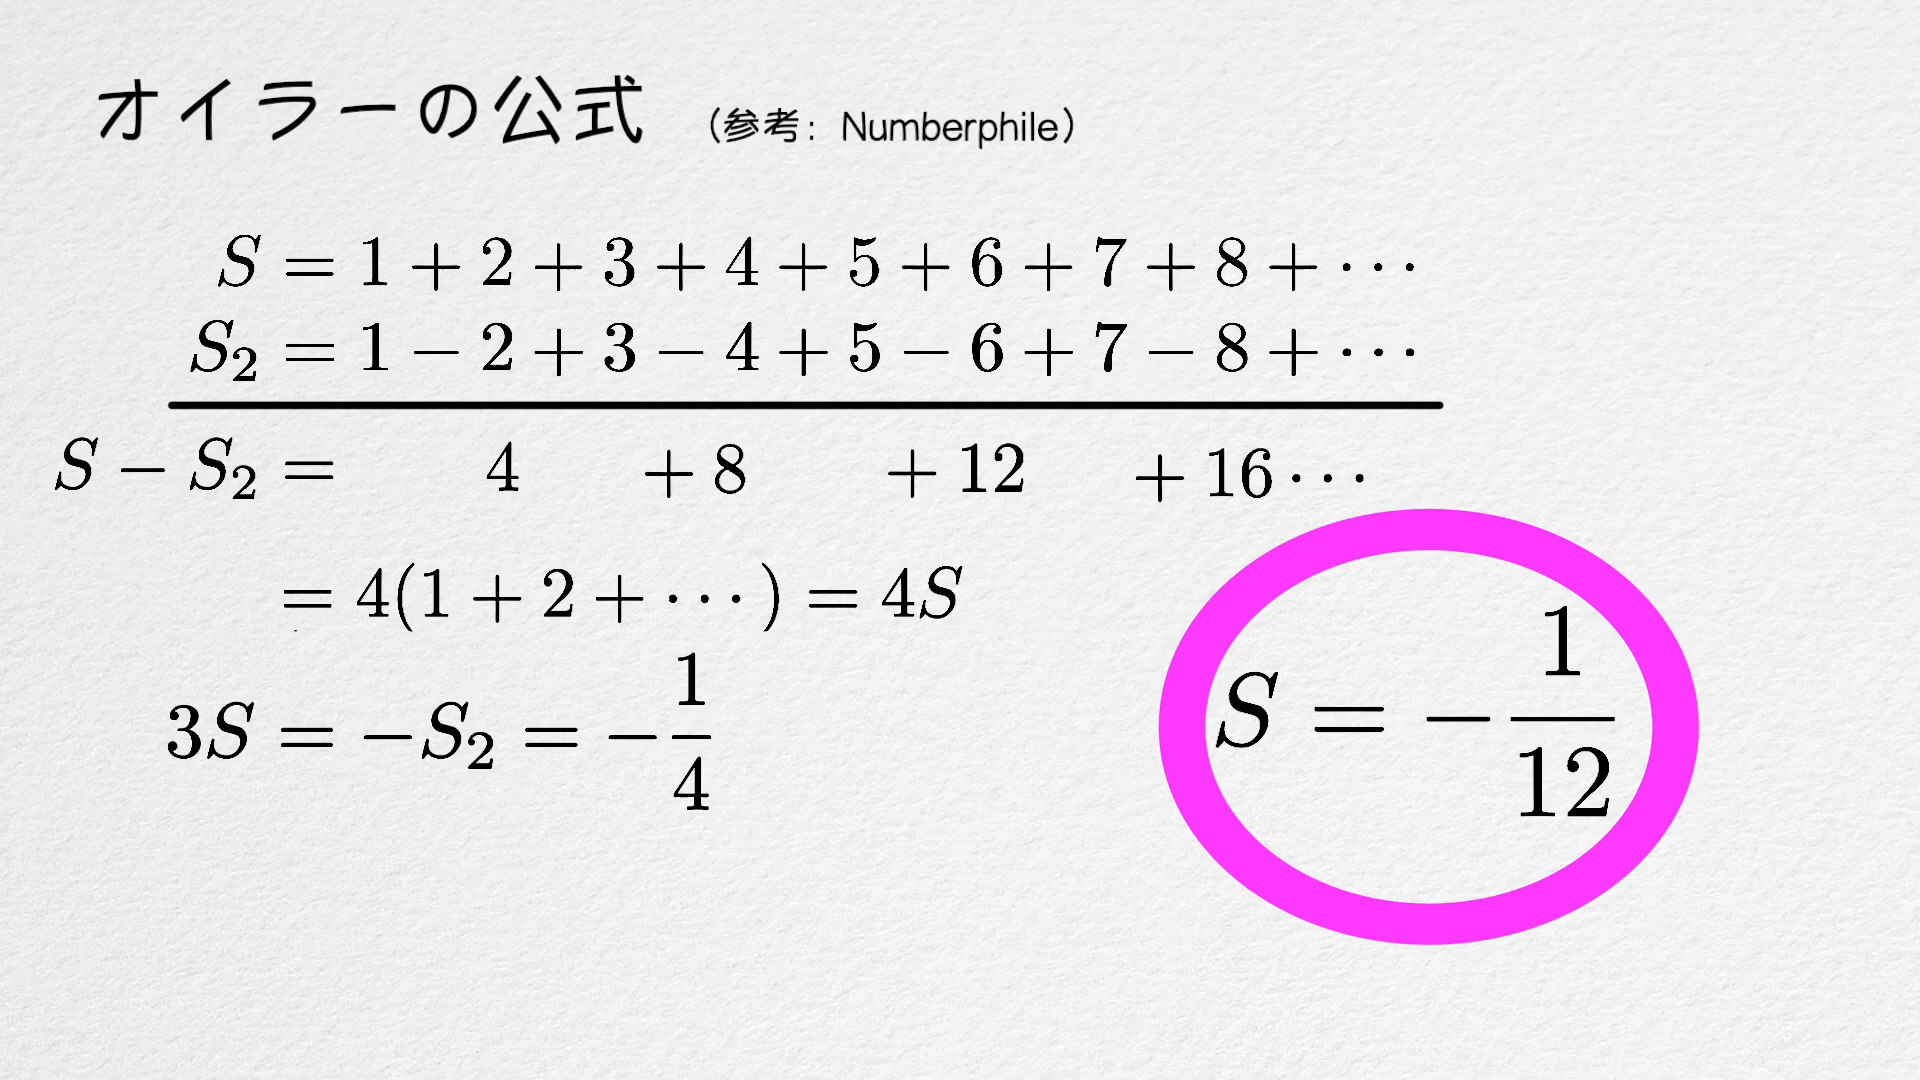 オイラーの公式 (参考: Numberphile)
S = 1 + 2 + 3 + 4 + 5 + 6 + 7 + 8 + ⋯
S₂ = 1 − 2 + 3 − 4 + 5 − 6 + 7 − 8 + ⋯
S − S₂ = 4 + 8 + 12 + 16 ⋯
= 4(1 + 2 + ⋯) = 4S
3S = −S₂ = −1/4
S = −1/12